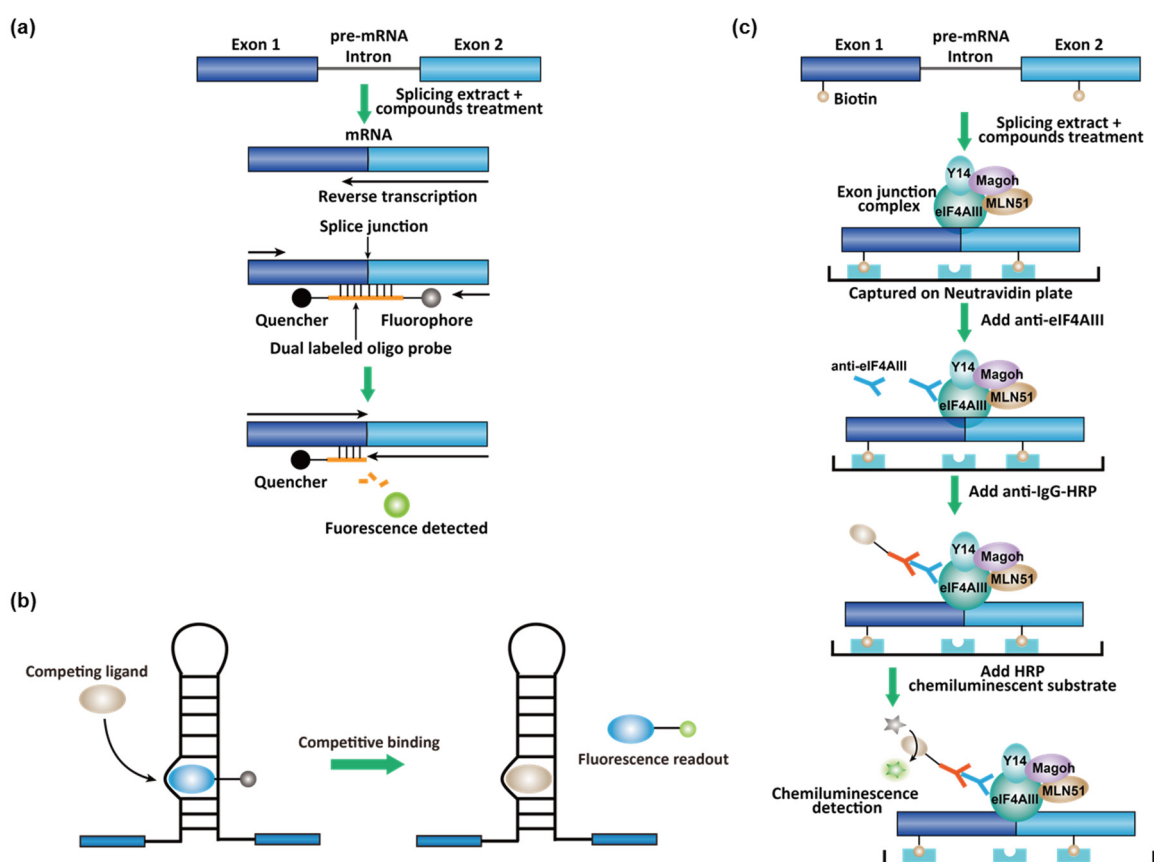 (a)
pre-mRNA
Exon 1
Intron
Exon 2
Splicing extract +
compounds treatment
mRNA
Reverse transcription
Splice junction
Quencher
Fluorophore
Dual labeled oligo probe
Quencher
Fuorescence detected
(b)
Competing ligand
Competitive binding
Fluorescence readout
(c)
pre-mRNA
Exon 1
Intron
Exon 2
Biotin
Splicing extract +
compounds treatment
Y14
Magoh
Exon junction
complex
eIF4AIII
MLN51
Captured on Neutravidin plate
Add anti-eIF4AIII
anti-eIF4AIII
Y14
Magoh
eIF4AIII
MLN51
Add anti-IgG-HRP
Y14
Magoh
eIF4AIII
MLN51
Add HRP
chemiluminescent substrate
Y14
Magoh
Chemiluminescence
detection
eIF4AIII
MLN51